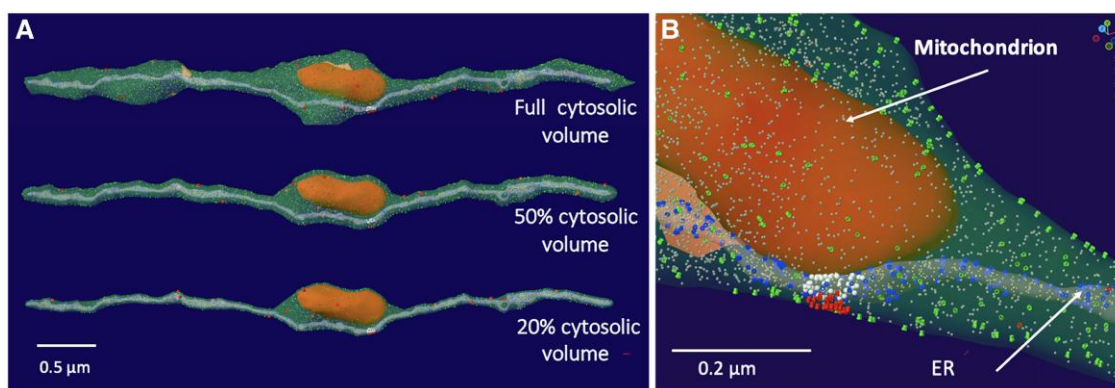 A
Full cytosolic
volume
50% cytosolic
volume
20% cytosolic
volume
0.5 μm
B
Mitochondrion
0.2 μm
ER